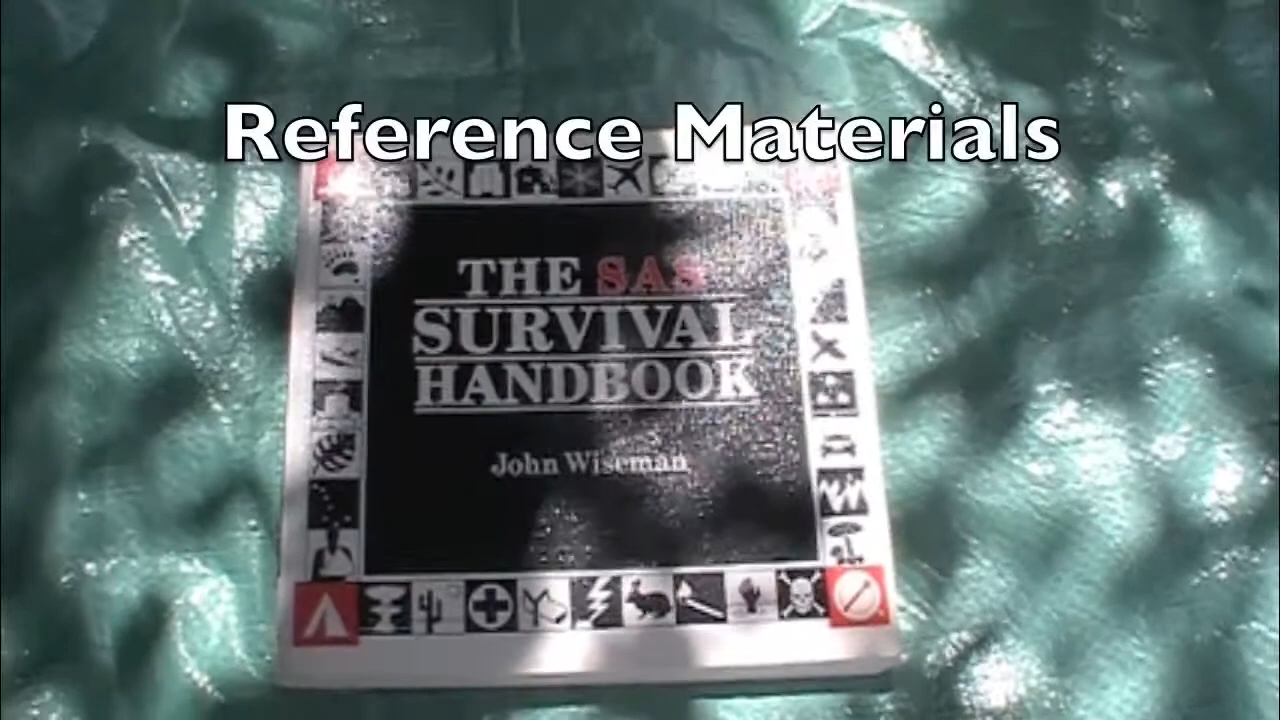 Reference Materials
THE SAS
SURVIVAL
HANDBOOK
John Wiseman